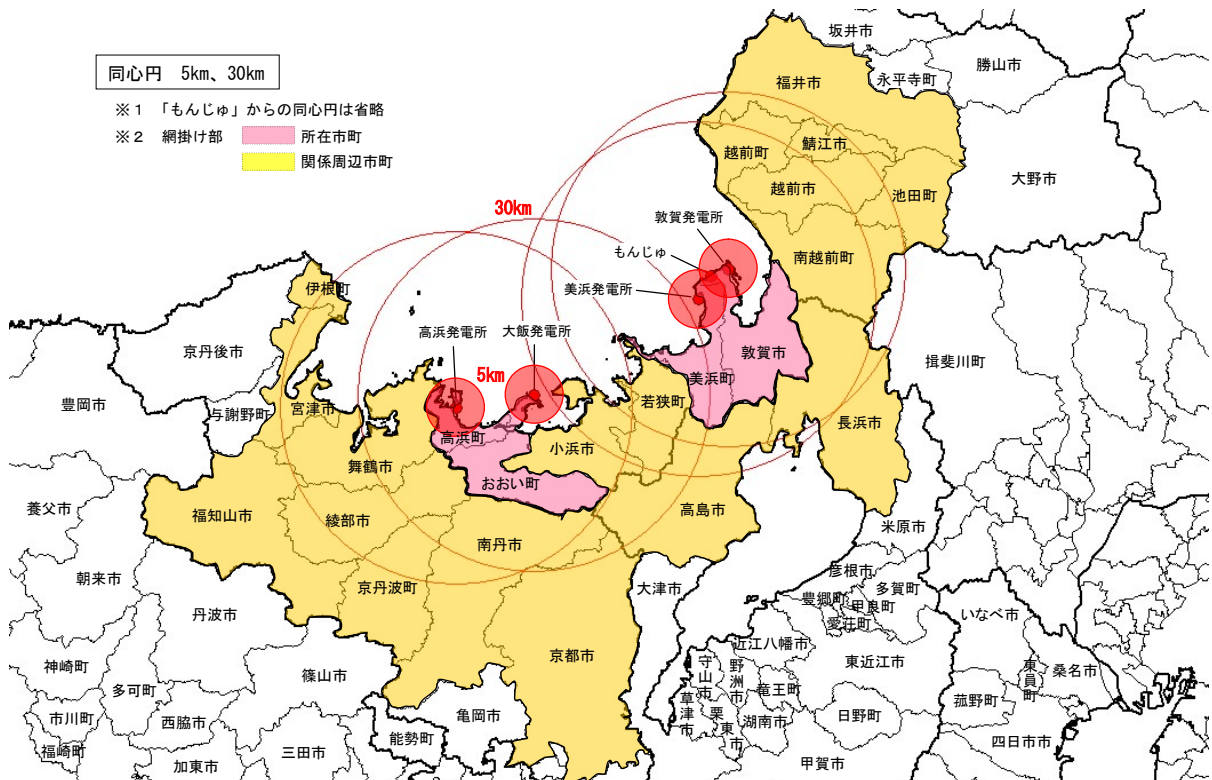 同心円 5km、30km
※1 「もんじゅ」からの同心円は省略
※2 網掛け部 所在市町
関係周辺市町
坂井市
勝山市
永平寺町
福井市
越前町
鯖江市
越前市
池田町
大野市
南越前町
30km
敦賀発電所
もんじゅ
美浜発電所
伊根町
京丹後市
高浜発電所
大飯発電所
敦賀市
美浜町
揖斐川町
5km
豊岡市
与謝野町
宮津市
若狭町
長浜市
高浜町
小浜市
舞鶴市
おおい町
養父市
福知山市
綾部市
高島市
米原市
南丹市
朝来市
京丹波町
大津市
彦根市
多賀町
豊郷町
甲良町
愛荘町
いなべ市
丹波市
近江八幡市
京都市
東近江市
神崎町
篠山市
守山市
野洲市
竜王町
東員町
桑名市
多可町
亀岡市
草津市
栗東市
湖南市
日野町
菰野町
市川町
西脇市
能勢町
四日市市
福崎町
加東市
三田市
甲賀市